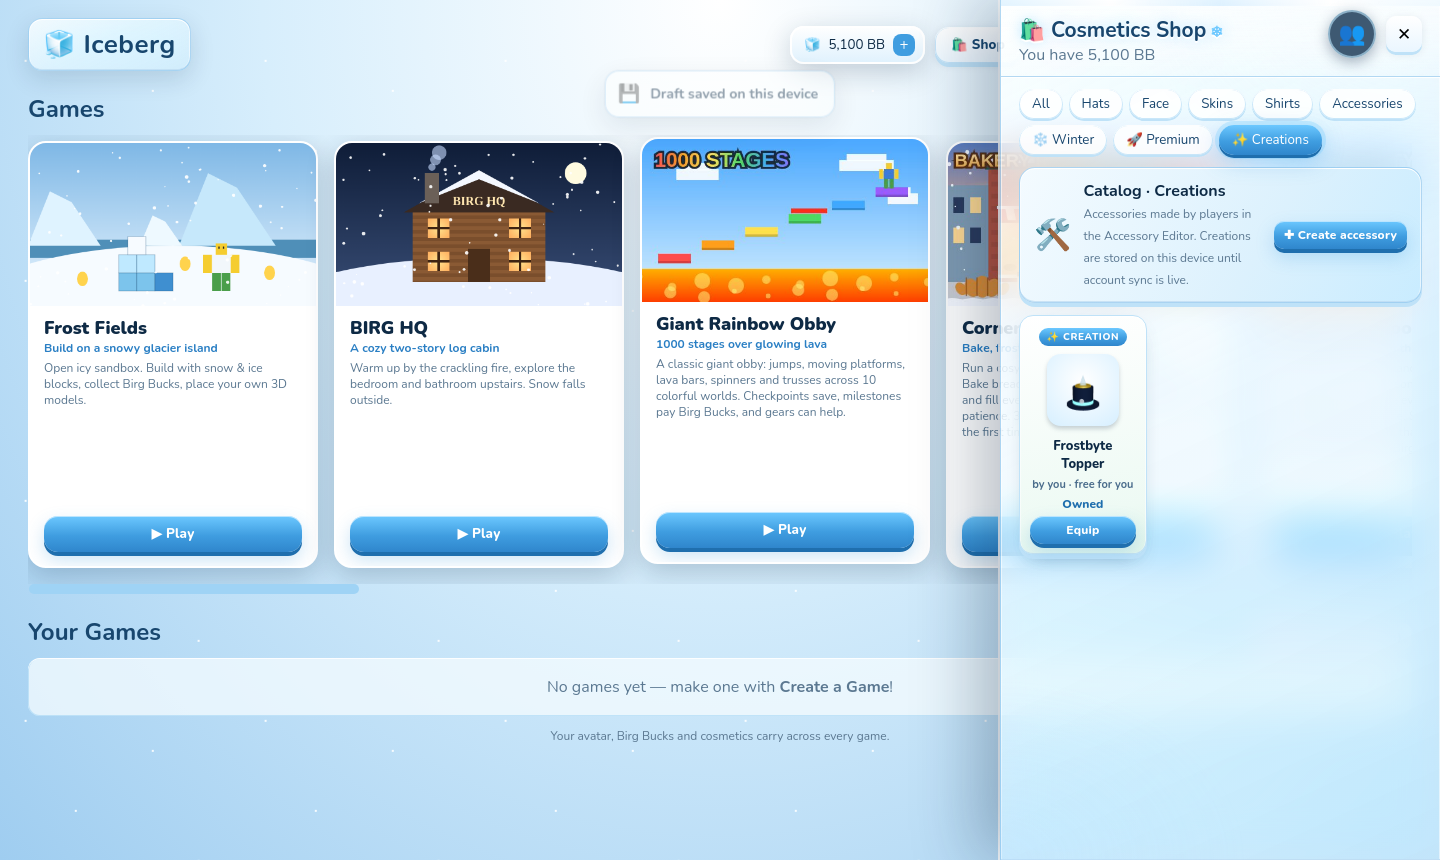 Iceberg
5,100 BB +
Shop
Draft saved on this device
Games
BIRG HQ
1000 STAGES
Frost Fields
Build on a snowy glacier island
Open icy sandbox. Build with snow & ice
blocks, collect Birg Bucks, place your own 3D
models.
▶ Play
BIRG HQ
A cozy two-story log cabin
Warm up by the crackling fire, explore the
bedroom and bathroom upstairs. Snow falls
outside.
▶ Play
Giant Rainbow Obby
1000 stages over glowing lava
A classic giant obby: jumps, moving platforms,
lava bars, spinners and trusses across 10
colorful worlds. Checkpoints save, milestones
pay Birg Bucks, and gears can help.
▶ Play
BAKERY
Corner
Bake,
Run a
Bake
and
the first
Your Games
No games yet — make one with Create a Game!
Your avatar, Birg Bucks and cosmetics carry across every game.
Cosmetics Shop
You have 5,100 BB
✕
All Hats Face Skins Shirts Accessories
Winter Premium Creations
Catalog · Creations
Accessories made by players in
the Accessory Editor. Creations
are stored on this device until
account sync is live.
✚ Create accessory
CREATION
Frostbyte
Topper
by you · free for you
Owned
Equip